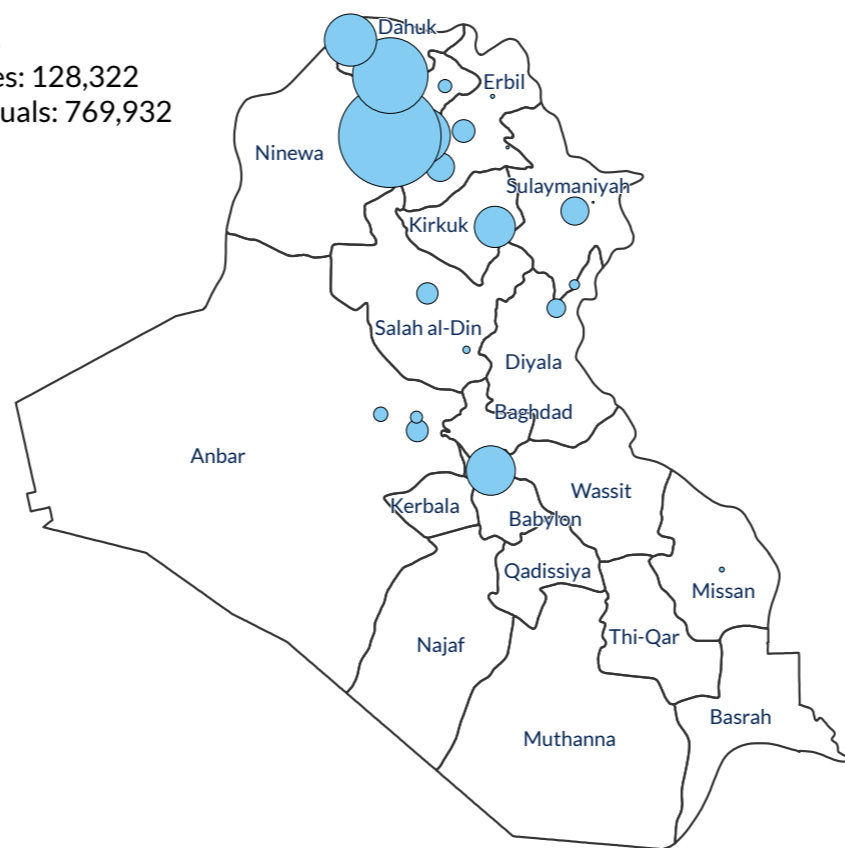 es: 128,322
uals: 769,932
Dahuk
Erbil
Ninewa
Sulaymaniyah
Kirkuk
Salah al-Din
Diyala
Baghdad
Anbar
Wassit
Kerbala
Babylon
Qadissiya
Missan
Thi-Qar
Najaf
Basrah
Muthanna